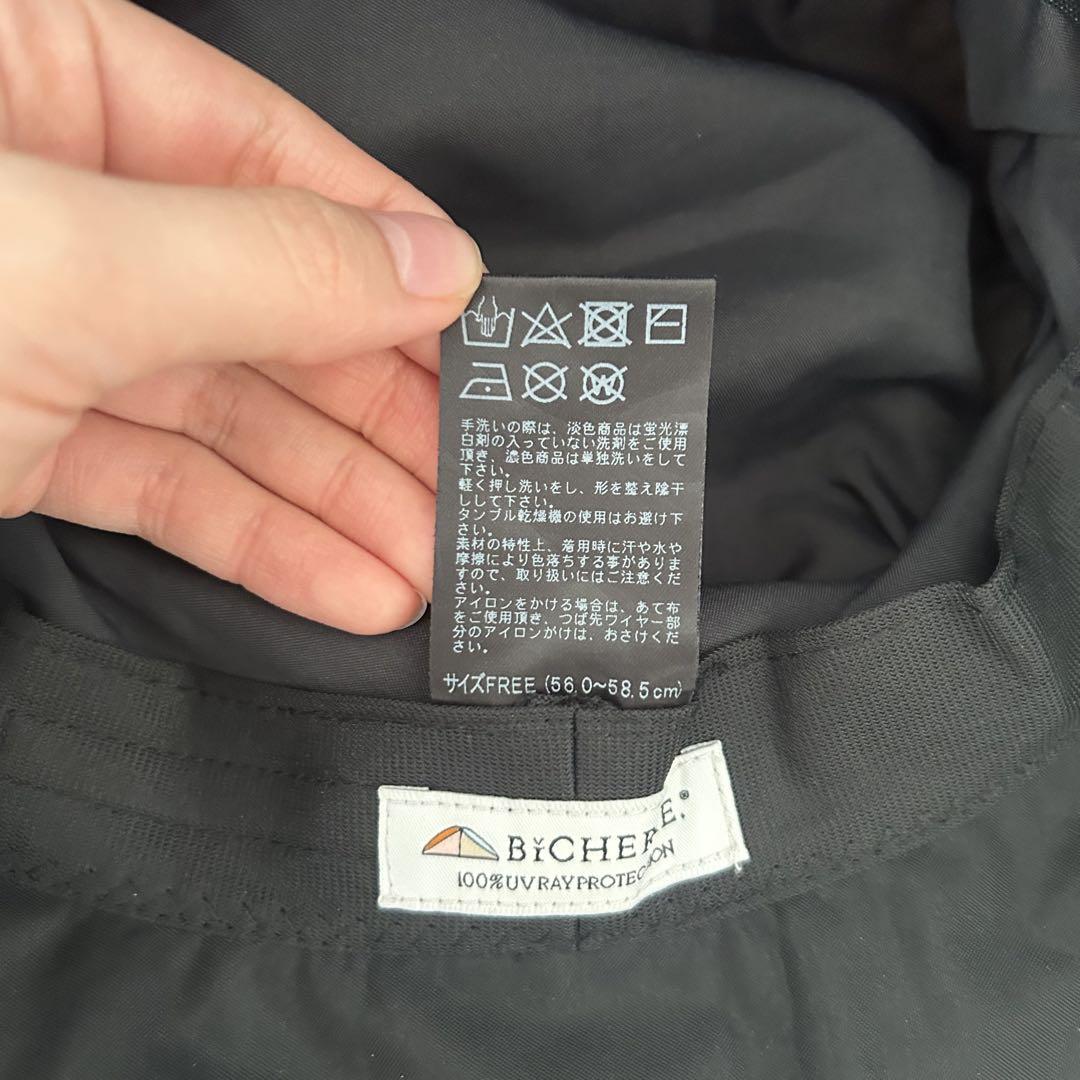 手洗いの際は、淡色商品は蛍光漂
白剤の入っていない洗剤をご使用
頂き、濃色商品は単独洗いをして
下さい。
軽く押し洗いをし、形を整え陰干
しして下さい。
タンブル乾燥機の使用はお避け下
さい。
素材の特性上、着用時に汗や水や
摩擦により色落ちする事がありま
すので、取り扱いにはご注意くだ
さい。
アイロンをかける場合は、あて布
をご使用頂き、つば先ワイヤー部
分のアイロンがけは、おさけくだ
さい。
サイズFREE (56.0~58.5cm)
100%UVRAYPROTECTION